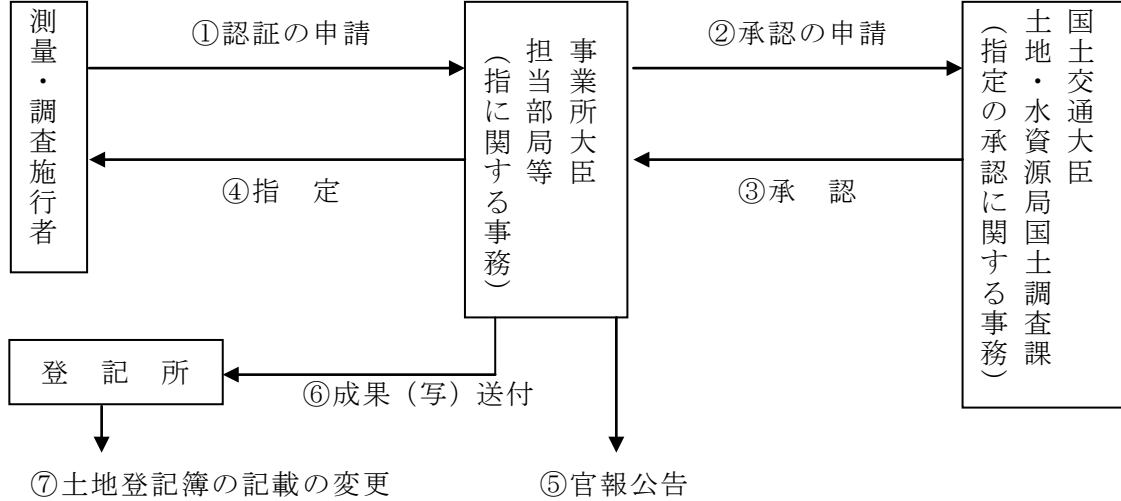 測量・調査施行者
①認証の申請
④指　定
事業所大臣
担当部局等
（指に関する事務）
②承認の申請
③承　認
国土交通大臣
土地・水資源局国土調査課
（指定の承認に関する事務）
登　記　所
⑥成果（写）送付
⑦土地登記簿の記載の変更
⑤官報公告